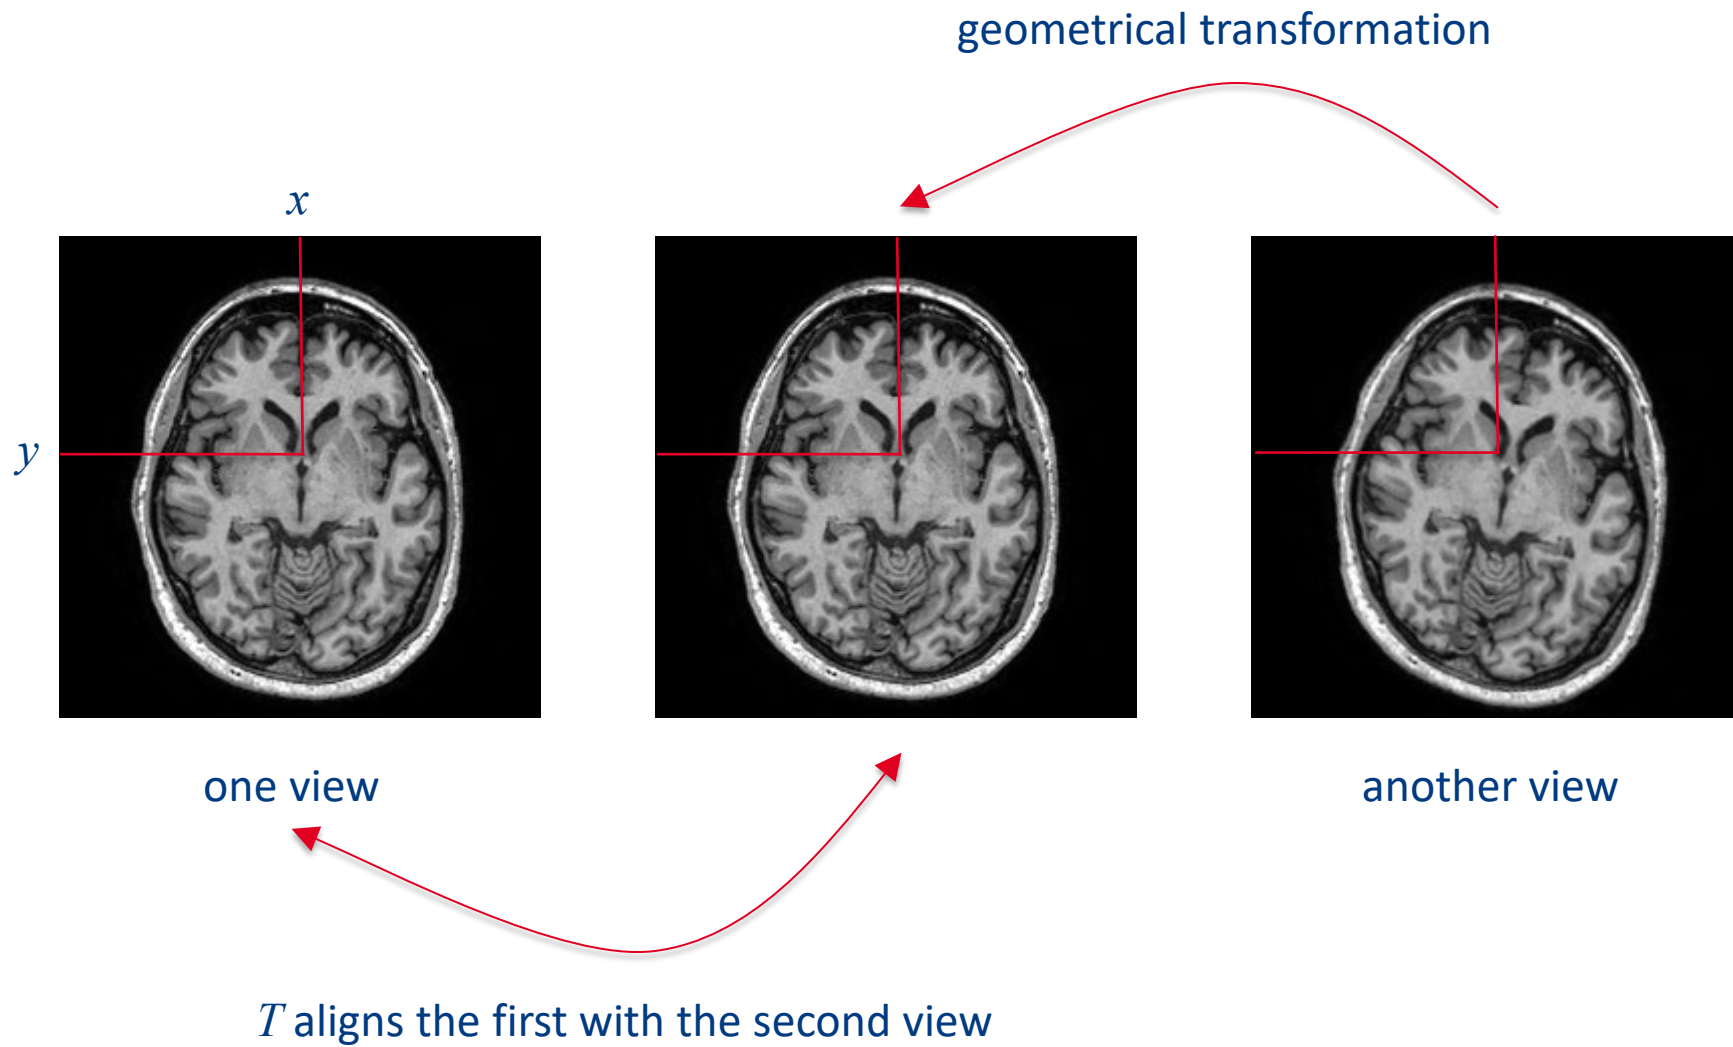 geometrical transformation
x
y
one view
another view
T aligns the first with the second view